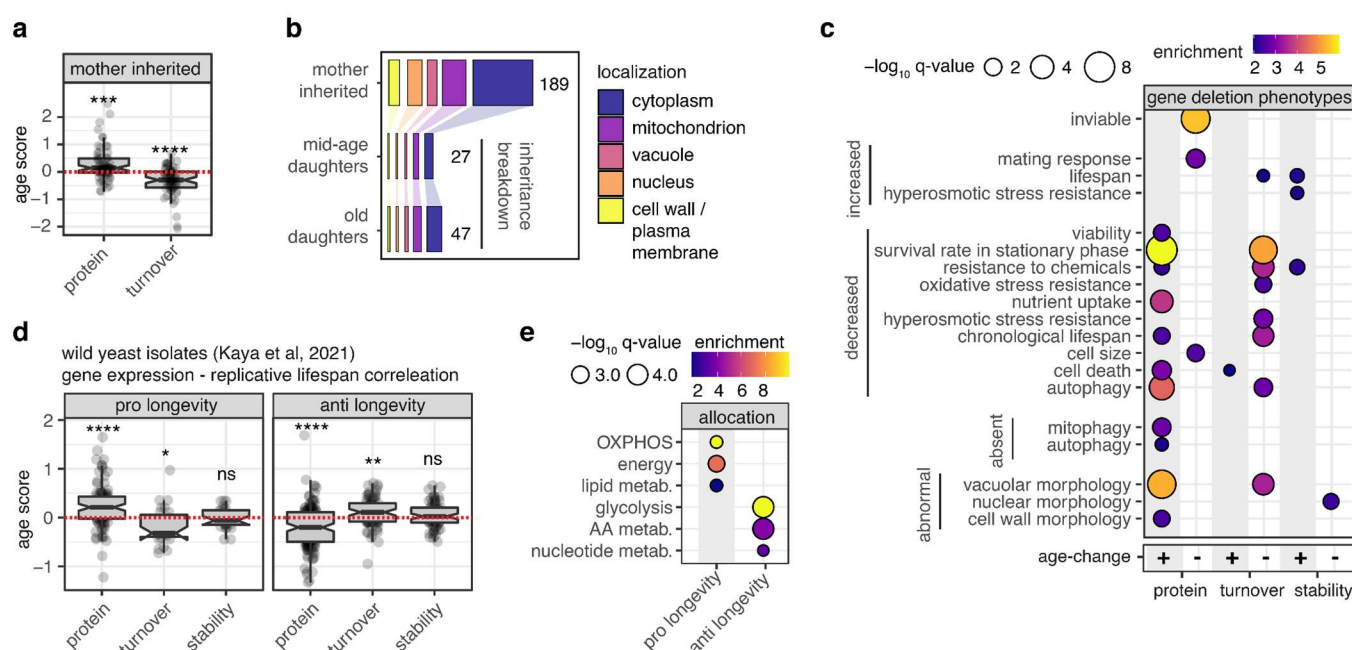 a
mother inherited
***
****
age score
2
1
0
−1
−2
protein
turnover
b
mother
inherited
189
mid-age
daughters
27
old
daughters
47
inheritance
breakdown
localization
cytoplasm
mitochondrion
vacuole
nucleus
cell wall /
plasma
membrane
c
−log10 q-value
2
4
8
enrichment
2 3 4 5
gene deletion phenotypes
inviable
increased
mating response
lifespan
hyperosmotic stress resistance
decreased
viability
survival rate in stationary phase
resistance to chemicals
oxidative stress resistance
nutrient uptake
hyperosmotic stress resistance
chronological lifespan
cell size
cell death
autophagy
absent
mitophagy
autophagy
abnormal
vacuolar morphology
nuclear morphology
cell wall morphology
age-change
+ - + - + -
protein turnover stability
d
wild yeast isolates (Kaya et al, 2021)
gene expression - replicative lifespan correleation
pro longevity
anti longevity
age score
2
1
0
−1
****
*
ns
****
**
ns
protein
turnover
stability
protein
turnover
stability
e
−log10 q-value
3.0
4.0
enrichment
2 4 6 8
allocation
OXPHOS
energy
lipid metab.
glycolysis
AA metab.
nucleotide metab.
pro longevity
anti longevity